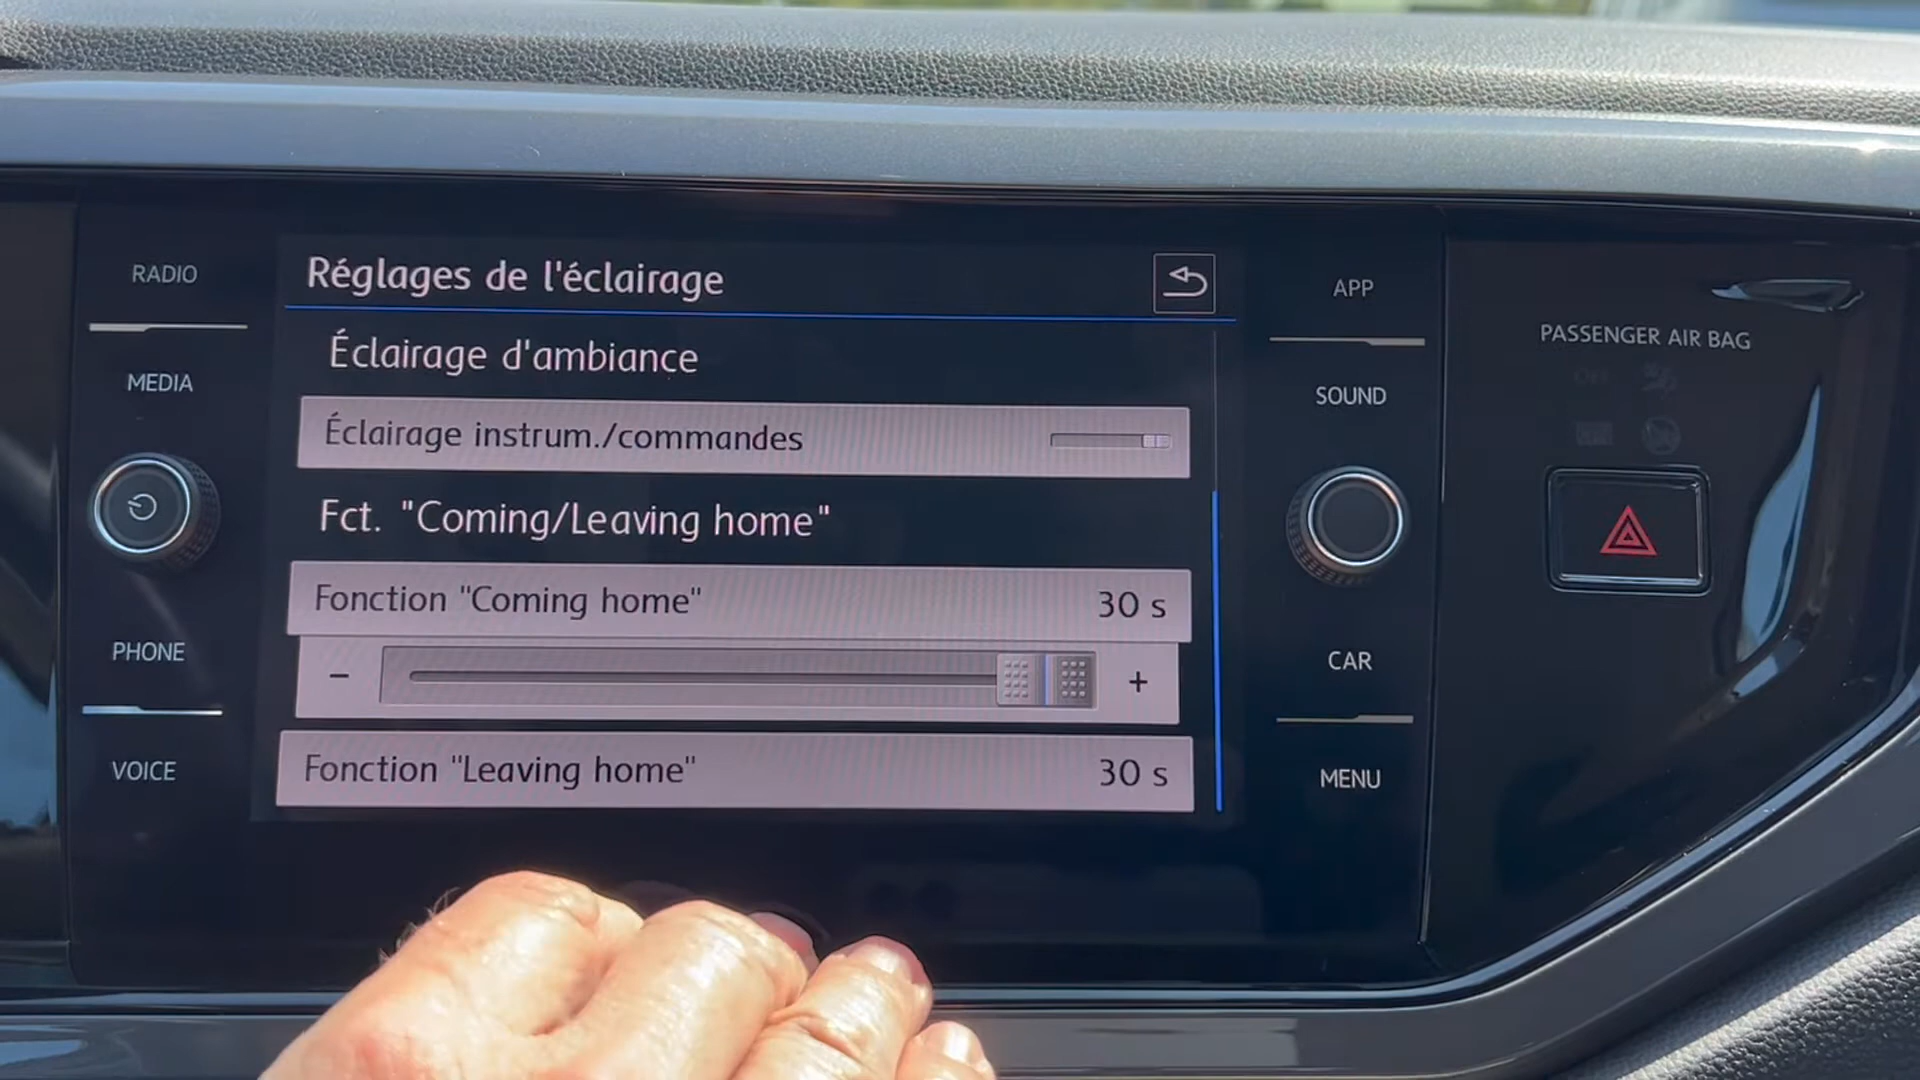 RADIO
MEDIA
PHONE
VOICE
Réglages de l'éclairage
Éclairage d'ambiance
Éclairage instrum./commandes
Fct. "Coming/Leaving home"
Fonction "Coming home" 30 s
- +
Fonction "Leaving home" 30 s
APP
SOUND
CAR
MENU
PASSENGER AIR BAG